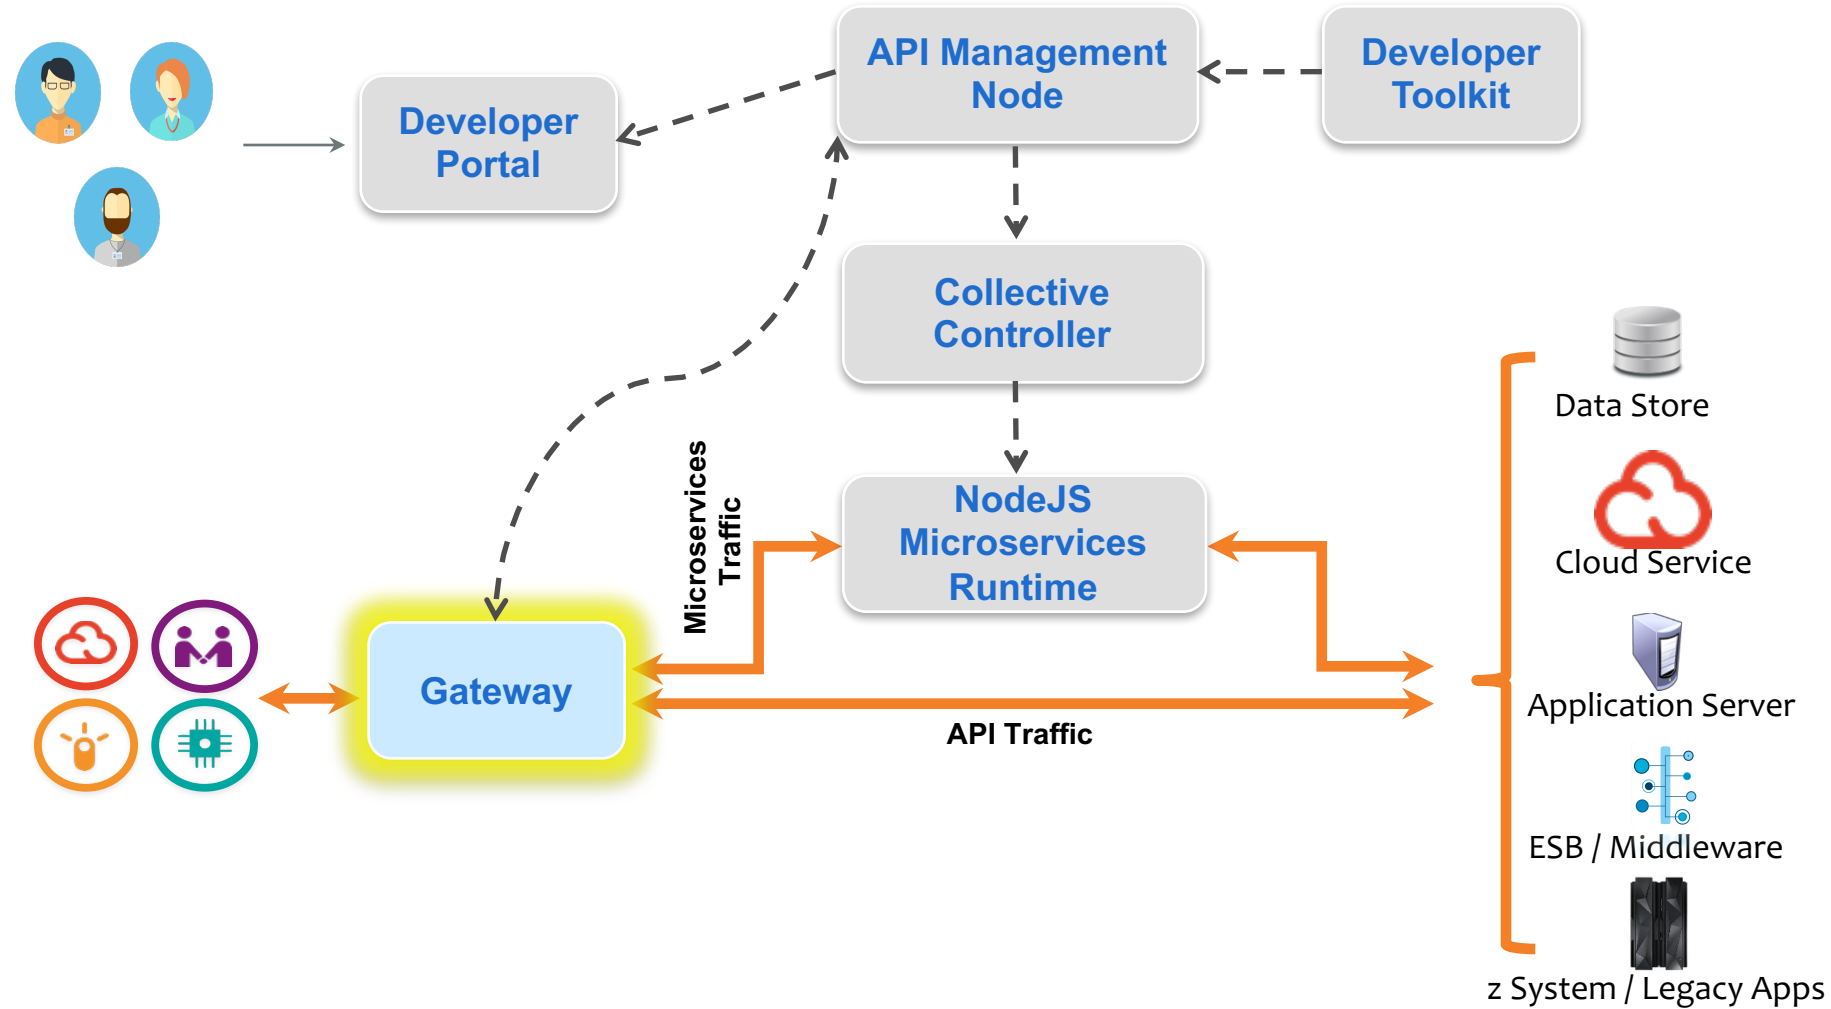 API Management
Node
Developer
Toolkit
Developer
Portal
Collective
Controller
Data Store
Microservices
Traffic
NodeJS
Microservices
Runtime
Cloud Service
Gateway
API Traffic
Application Server
ESB / Middleware
z System / Legacy Apps